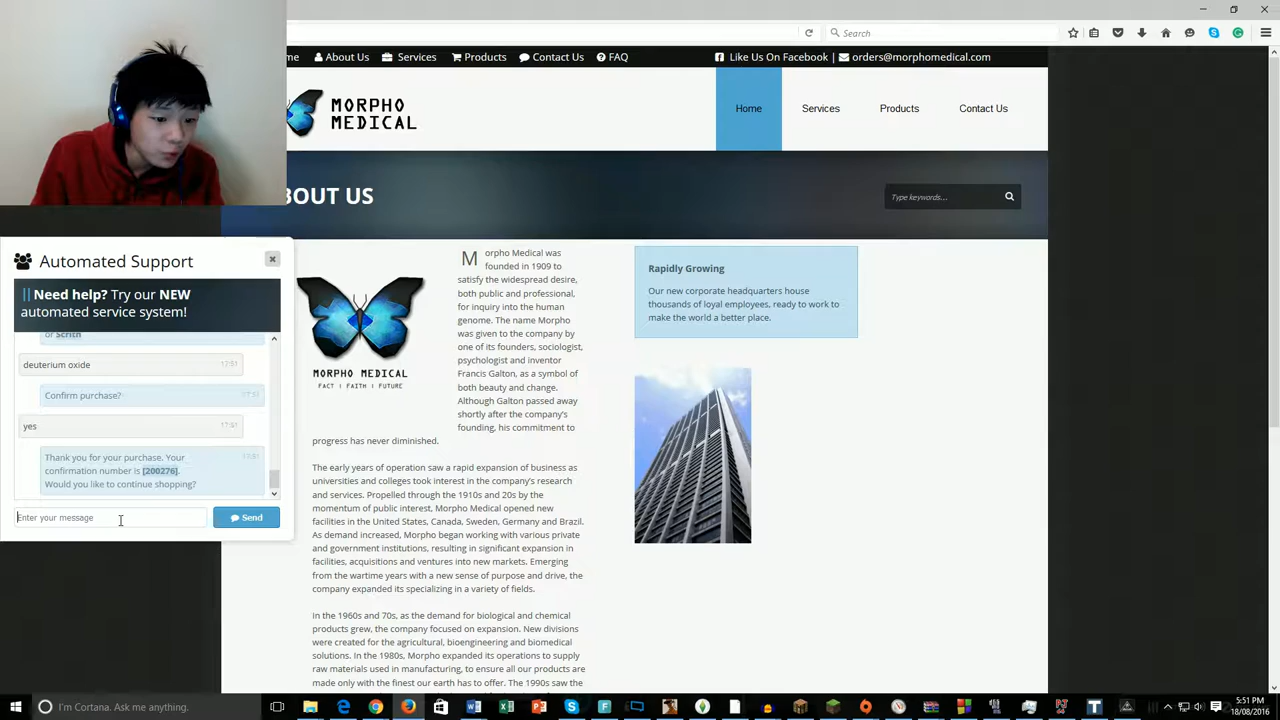 Search
me About Us Services Products Contact Us FAQ Like Us On Facebook | orders@morphomedical.com
MORPHO
MEDICAL
Home Services Products Contact Us
BOUT US
Type keywords...
Automated Support
Need help? Try our NEW
automated service system!
or Scrith
deuterium oxide 17:51
Confirm purchase? 17:51
yes 17:51
Thank you for your purchase. Your 17:51
confirmation number is [200276].
Would you like to continue shopping?
Enter your message
Send
MORPHO MEDICAL
FACT | FAITH | FUTURE
Morpho Medical was
founded in 1909 to
satisfy the widespread desire,
both public and professional,
for inquiry into the human
genome. The name Morpho
was given to the company by
one of its founders, sociologist,
psychologist and inventor
Francis Galton, as a symbol of
both beauty and change.
Although Galton passed away
shortly after the company's
founding, his commitment to
progress has never diminished.
The early years of operation saw a rapid expansion of business as
universities and colleges took interest in the company's research
and services. Propelled through the 1910s and 20s by the
momentum of public interest, Morpho Medical opened new
facilities in the United States, Canada, Sweden, Germany and Brazil.
As demand increased, Morpho began working with various private
and government institutions, resulting in significant expansion in
facilities, acquisitions and ventures into new markets. Emerging
from the wartime years with a new sense of purpose and drive, the
company expanded its specializing in a variety of fields.
In the 1960s and 70s, as the demand for biological and chemical
products grew, the company focused on expansion. New divisions
were created for the agricultural, bioengineering and biomedical
solutions. In the 1980s, Morpho expanded its operations to supply
raw materials used in manufacturing, to ensure all our products are
made only with the finest our earth has to offer. The 1990s saw the
Rapidly Growing
Our new corporate headquarters house
thousands of loyal employees, ready to work to
make the world a better place.
I'm Cortana. Ask me anything.
5:51 PM
18/08/2016